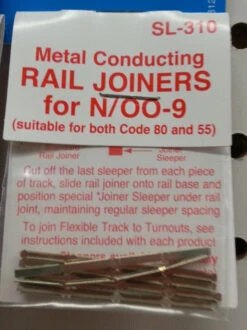 SL-310
Metal Conducting
RAIL JOINERS
for N/OO-9
(suitable for both Code 80 and 55)
Rail Joiner
Joiner Sleeper
Cut off the last sleeper from each piece
of track, slide rail joiner onto rail base and
position special "Joiner Sleeper under rail
joint, maintaining regular sleeper spacing
To join Flexible Track to Turnouts, see
instructions included with each product